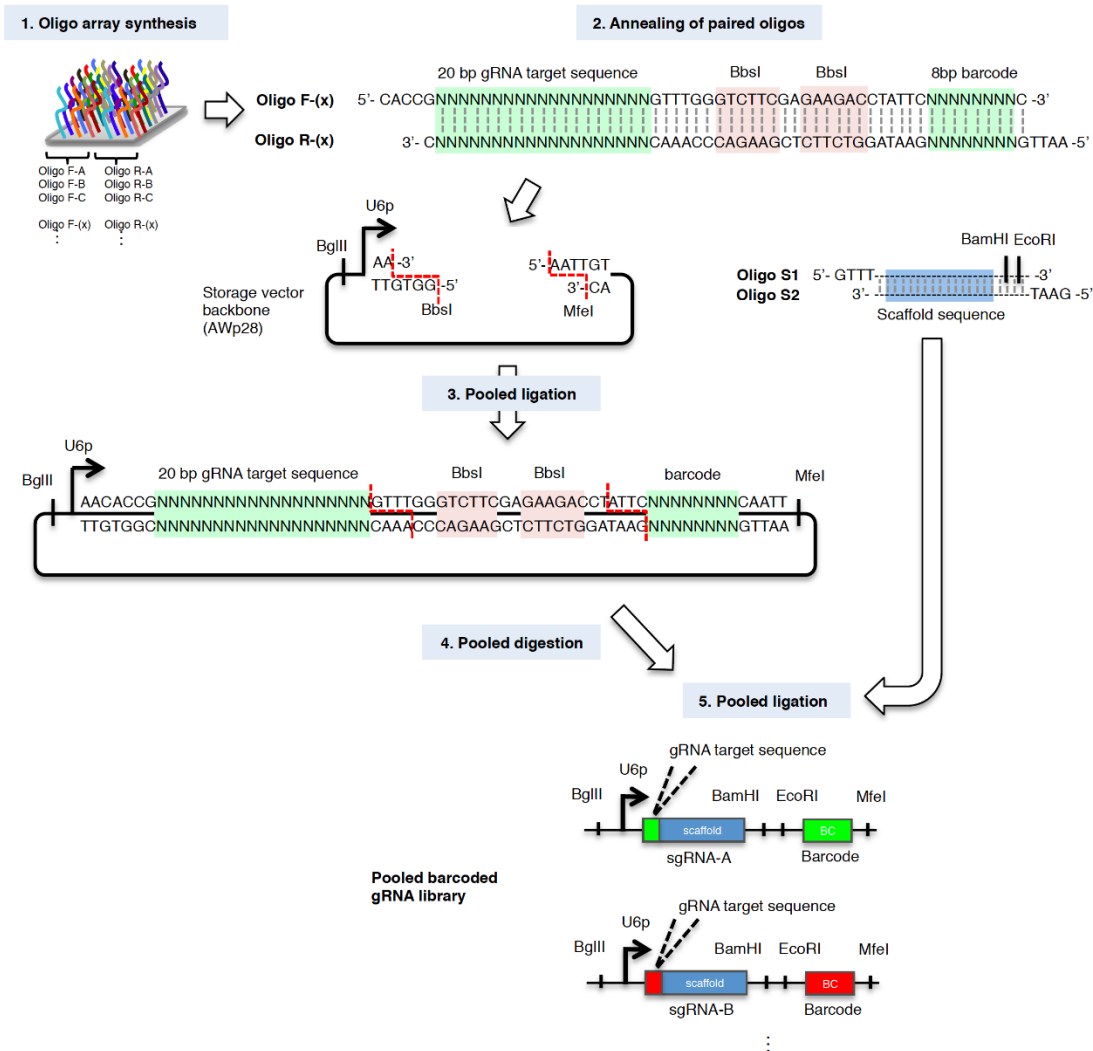 1. Oligo array synthesis
2. Annealing of paired oligos
20 bp gRNA target sequence
BbsI
BbsI
8bp barcode
Oligo F-(x)
5'- CACCGNNNNNNNNNNNNNNNNNNNGTTTGGGTCTTCGAGAAGACCTATTCNNNNNNNNC -3'
Oligo R-(x)
3'- CNNNNNNNNNNNNNNNNNNNCAAACCCAGAAGCTCTTCTGGATAAGNNNNNNNNGTTAA -5'
Oligo F-A
Oligo F-B
Oligo F-C
Oligo F-(x)
⋮
Oligo R-A
Oligo R-B
Oligo R-C
Oligo R-(x)
⋮
U6p
BglII
AA -3'
TTGTGG -5'
BbsI
5'- AATTGT
3'- CA
MfeI
Storage vector
backbone
(AWp28)
BamHI
EcoRI
Oligo S1
5'- GTTT
-3'
Oligo S2
3'-
TAAG -5'
Scaffold sequence
3. Pooled ligation
U6p
BglII
20 bp gRNA target sequence
BbsI
BbsI
barcode
MfeI
AACACCGNNNNNNNNNNNNNNNNNNNGTTTGGGTCTTCGAGAAGACCTATTCNNNNNNNNCAATT
TTGTGGCNNNNNNNNNNNNNNNNNNNCAAACCCAGAAGCTCTTCTGGATAAGNNNNNNNNGTTAA
4. Pooled digestion
5. Pooled ligation
gRNA target sequence
U6p
BglII
BamHI
EcoRI
MfeI
scaffold
BC
sgRNA-A
Barcode
Pooled barcoded
gRNA library
gRNA target sequence
U6p
BglII
BamHI
EcoRI
MfeI
scaffold
BC
sgRNA-B
Barcode
⋮